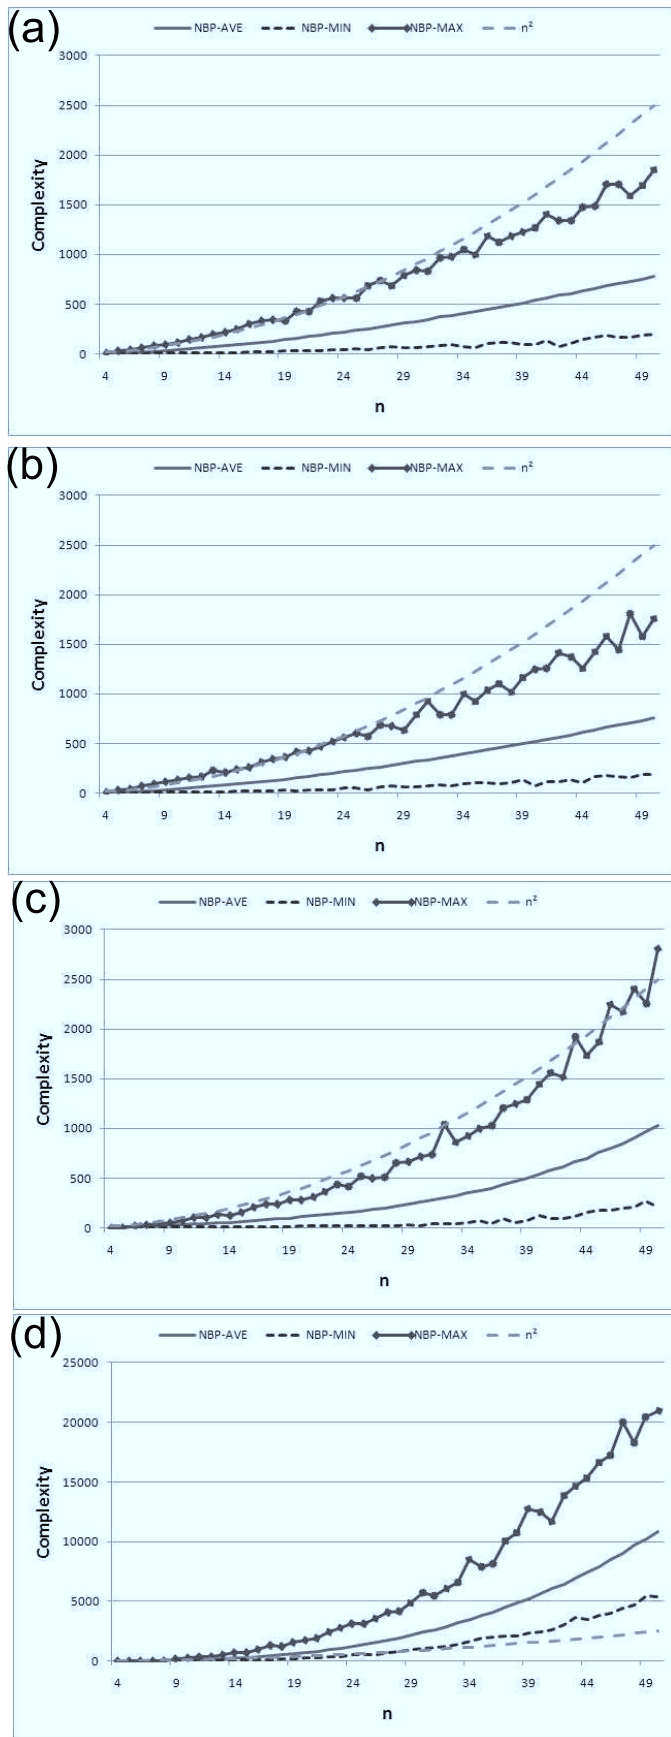 (a)
NBP-AVE NBP-MIN NBP-MAX n²
3000
2500
2000
1500
1000
500
0
Complexity
4 9 14 19 24 29 34 39 44 49
n
(b)
NBP-AVE NBP-MIN NBP-MAX n²
3000
2500
2000
1500
1000
500
0
Complexity
4 9 14 19 24 29 34 39 44 49
n
(c)
NBP-AVE NBP-MIN NBP-MAX n²
3000
2500
2000
1500
1000
500
0
Complexity
4 9 14 19 24 29 34 39 44 49
n
(d)
NBP-AVE NBP-MIN NBP-MAX n²
25000
20000
15000
10000
5000
0
Complexity
4 9 14 19 24 29 34 39 44 49
n